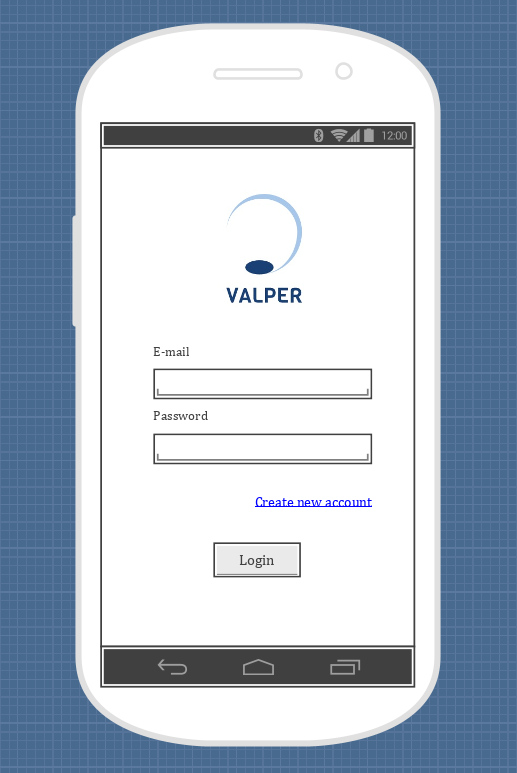 12:00
VALPER
E-mail
Password
Create new account
Login